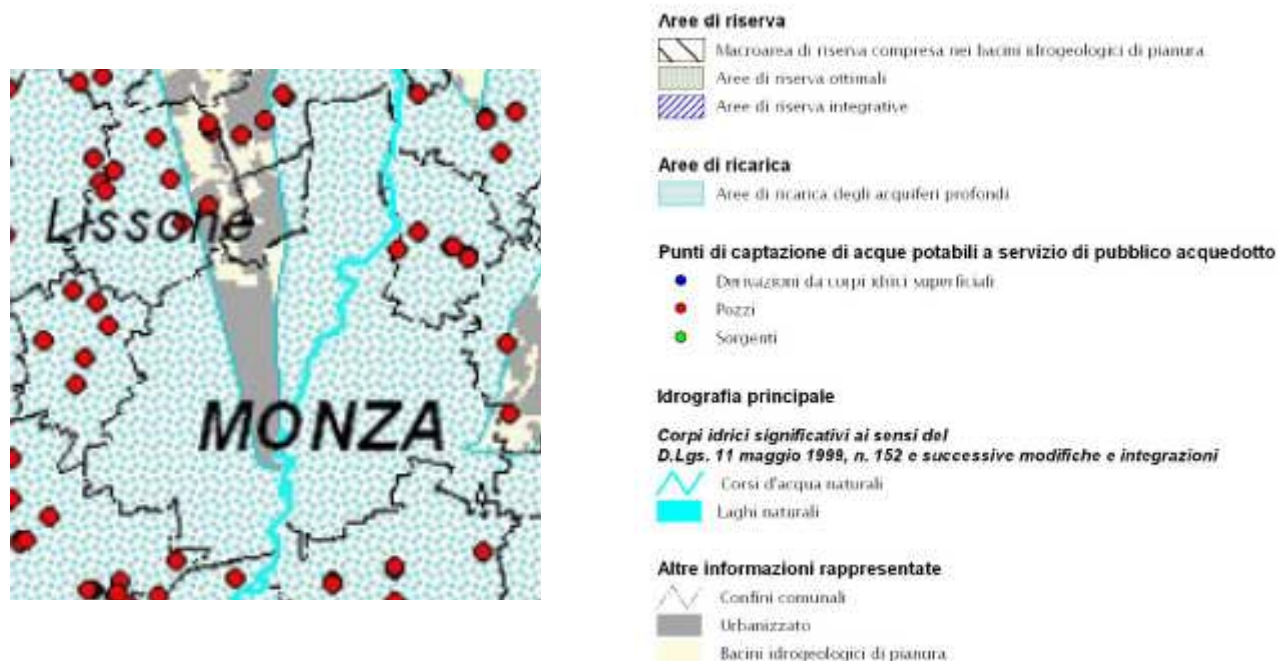 Lissone
MONZA
Aree di riserva
Macroarea di riserva compresa nei bacini idrogeologici di pianura
Aree di riserva ottimali
Aree di riserva integrative
Aree di ricarica
Aree di ricarica degli acquiferi profondi
Punti di captazione di acque potabili a servizio di pubblico acquedotto
Derivazioni da corpi idrici superficiali
Pozzi
Sorgenti
Idrografia principale
Corpi idrici significativi ai sensi del
D.Lgs. 11 maggio 1999, n. 152 e successive modifiche e integrazioni
Corsi d'acqua naturali
Laghi naturali
Altre informazioni rappresentate
Confini comunali
Urbanizzato
Bacini idrogeologici di pianura